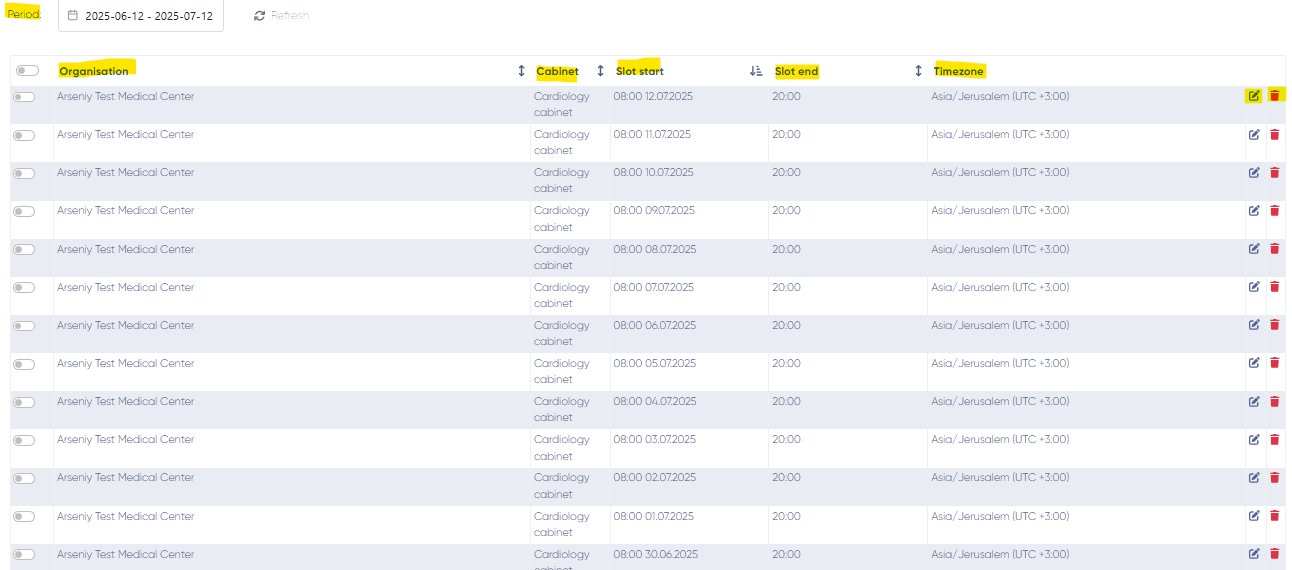 Period: 2025-06-12 - 2025-07-12 Refresh
Organisation Cabinet Slot start Slot end Timezone
Arseniy Test Medical Center Cardiology cabinet 08:00 12.07.2025 20:00 Asia/Jerusalem (UTC +3:00)
Arseniy Test Medical Center Cardiology cabinet 08:00 11.07.2025 20:00 Asia/Jerusalem (UTC +3:00)
Arseniy Test Medical Center Cardiology cabinet 08:00 10.07.2025 20:00 Asia/Jerusalem (UTC +3:00)
Arseniy Test Medical Center Cardiology cabinet 08:00 09.07.2025 20:00 Asia/Jerusalem (UTC +3:00)
Arseniy Test Medical Center Cardiology cabinet 08:00 08.07.2025 20:00 Asia/Jerusalem (UTC +3:00)
Arseniy Test Medical Center Cardiology cabinet 08:00 07.07.2025 20:00 Asia/Jerusalem (UTC +3:00)
Arseniy Test Medical Center Cardiology cabinet 08:00 06.07.2025 20:00 Asia/Jerusalem (UTC +3:00)
Arseniy Test Medical Center Cardiology cabinet 08:00 05.07.2025 20:00 Asia/Jerusalem (UTC +3:00)
Arseniy Test Medical Center Cardiology cabinet 08:00 04.07.2025 20:00 Asia/Jerusalem (UTC +3:00)
Arseniy Test Medical Center Cardiology cabinet 08:00 03.07.2025 20:00 Asia/Jerusalem (UTC +3:00)
Arseniy Test Medical Center Cardiology cabinet 08:00 02.07.2025 20:00 Asia/Jerusalem (UTC +3:00)
Arseniy Test Medical Center Cardiology cabinet 08:00 01.07.2025 20:00 Asia/Jerusalem (UTC +3:00)
Arseniy Test Medical Center Cardiology cabinet 08:00 30.06.2025 20:00 Asia/Jerusalem (UTC +3:00)